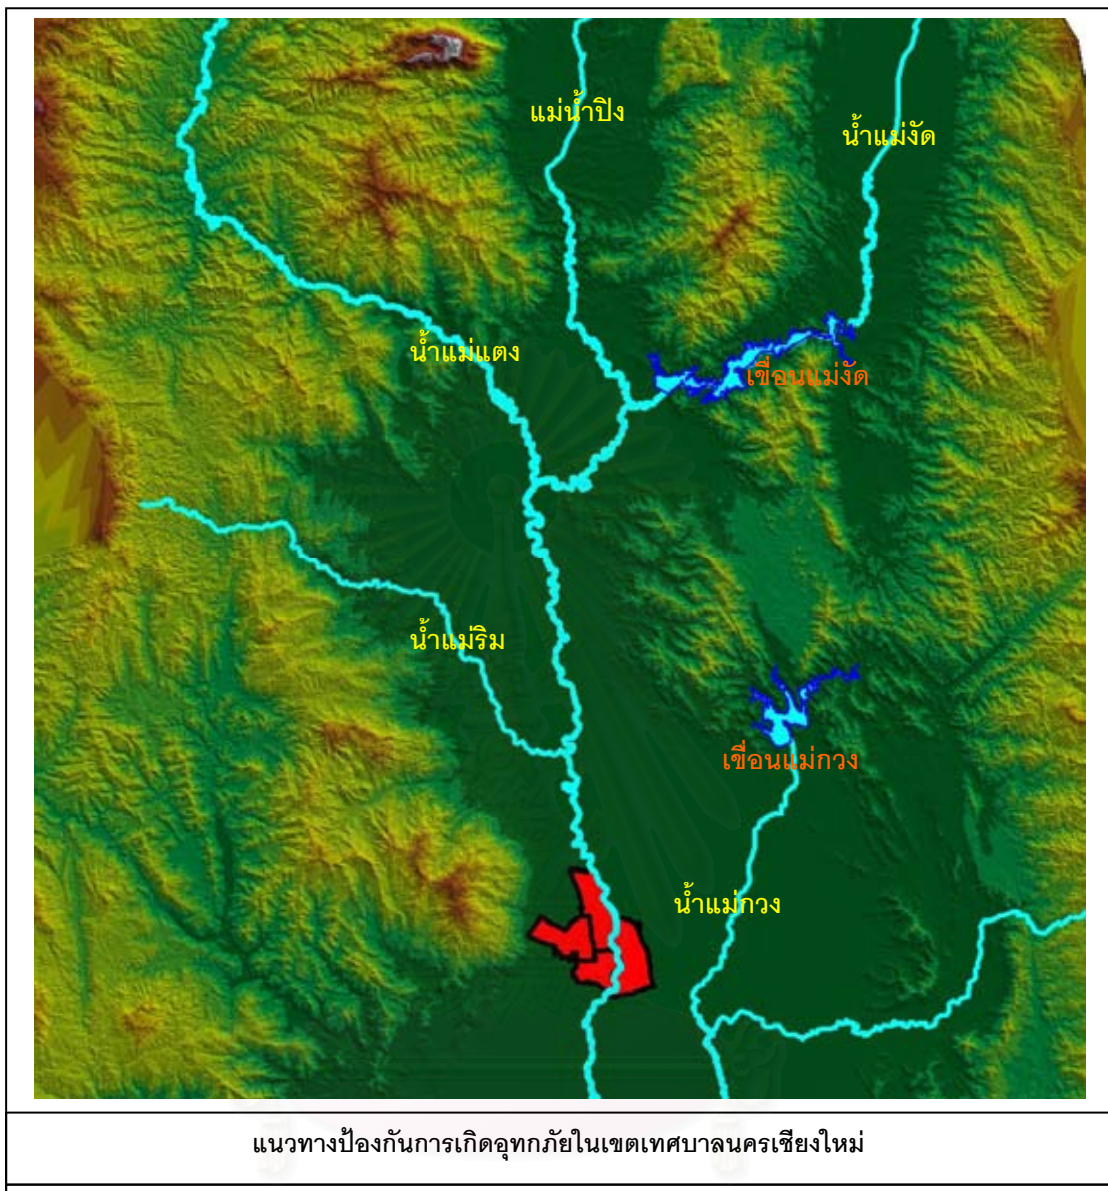 แม่น้ำปิง
น้ำแม่งัด
น้ำแม่แตง
เขื่อนแม่งัด
น้ำแม่ริม
เขื่อนแม่กวง
น้ำแม่กวง
แนวทางป้องกันการเกิดอุทกภัยในเขตเทศบาลนครเชียงใหม่